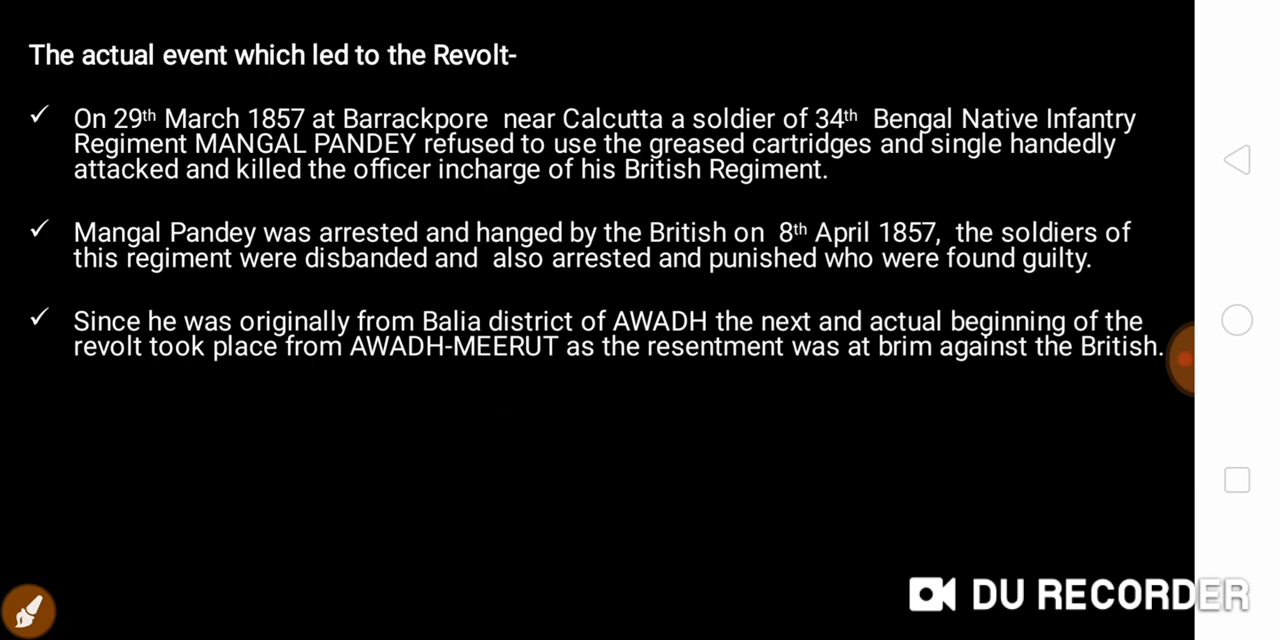 The actual event which led to the Revolt-
✓ On 29th March 1857 at Barrackpore near Calcutta a soldier of 34th Bengal Native Infantry
Regiment MANGAL PANDEY refused to use the greased cartridges and single handedly
attacked and killed the officer incharge of his British Regiment.
✓ Mangal Pandey was arrested and hanged by the British on 8th April 1857, the soldiers of
this regiment were disbanded and also arrested and punished who were found guilty.
✓ Since he was originally from Balia district of AWADH the next and actual beginning of the
revolt took place from AWADH-MEERUT as the resentment was at brim against the British.
DU RECORDER